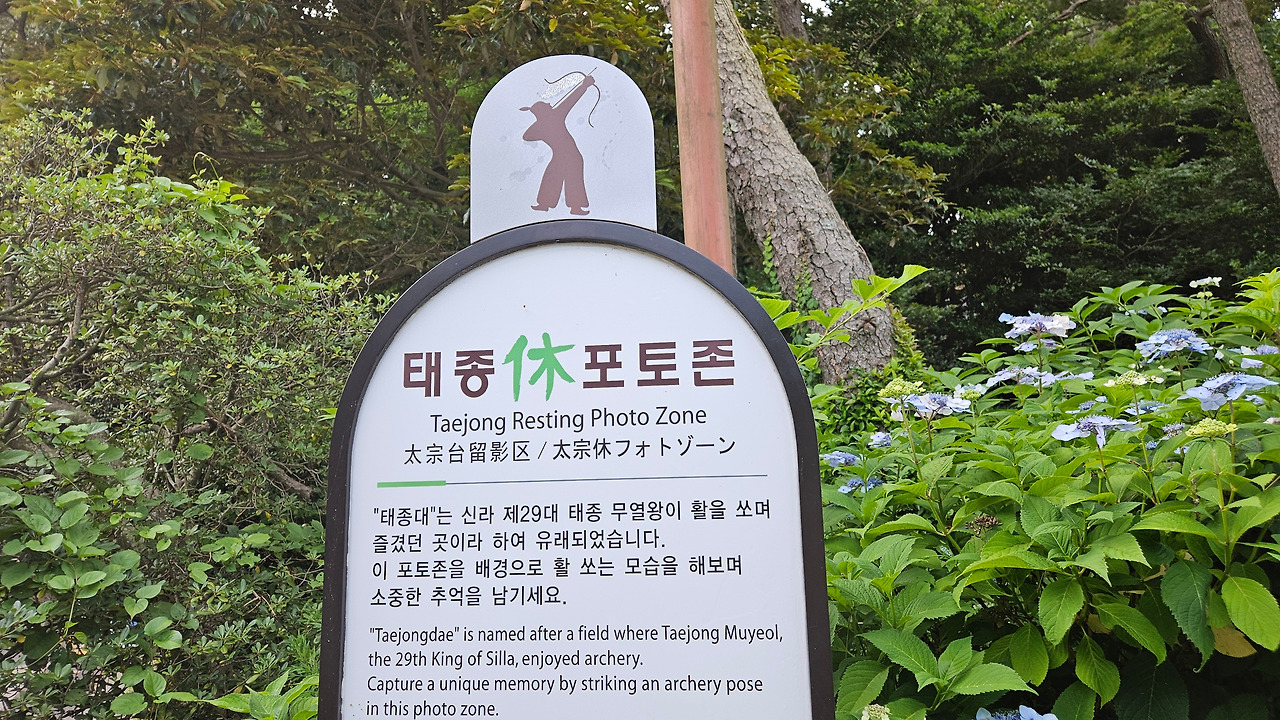 태종休포토존
Taejong Resting Photo Zone
太宗台留影区 / 太宗休フォトゾーン
"태종대"는 신라 제29대 태종 무열왕이 활을 쏘며
즐겼던 곳이라 하여 유래되었습니다.
이 포토존을 배경으로 활 쏘는 모습을 해보며
소중한 추억을 남기세요.
"Taejongdae" is named after a field where Taejong Muyeol,
the 29th King of Silla, enjoyed archery.
Capture a unique memory by striking an archery pose
in this photo zone.